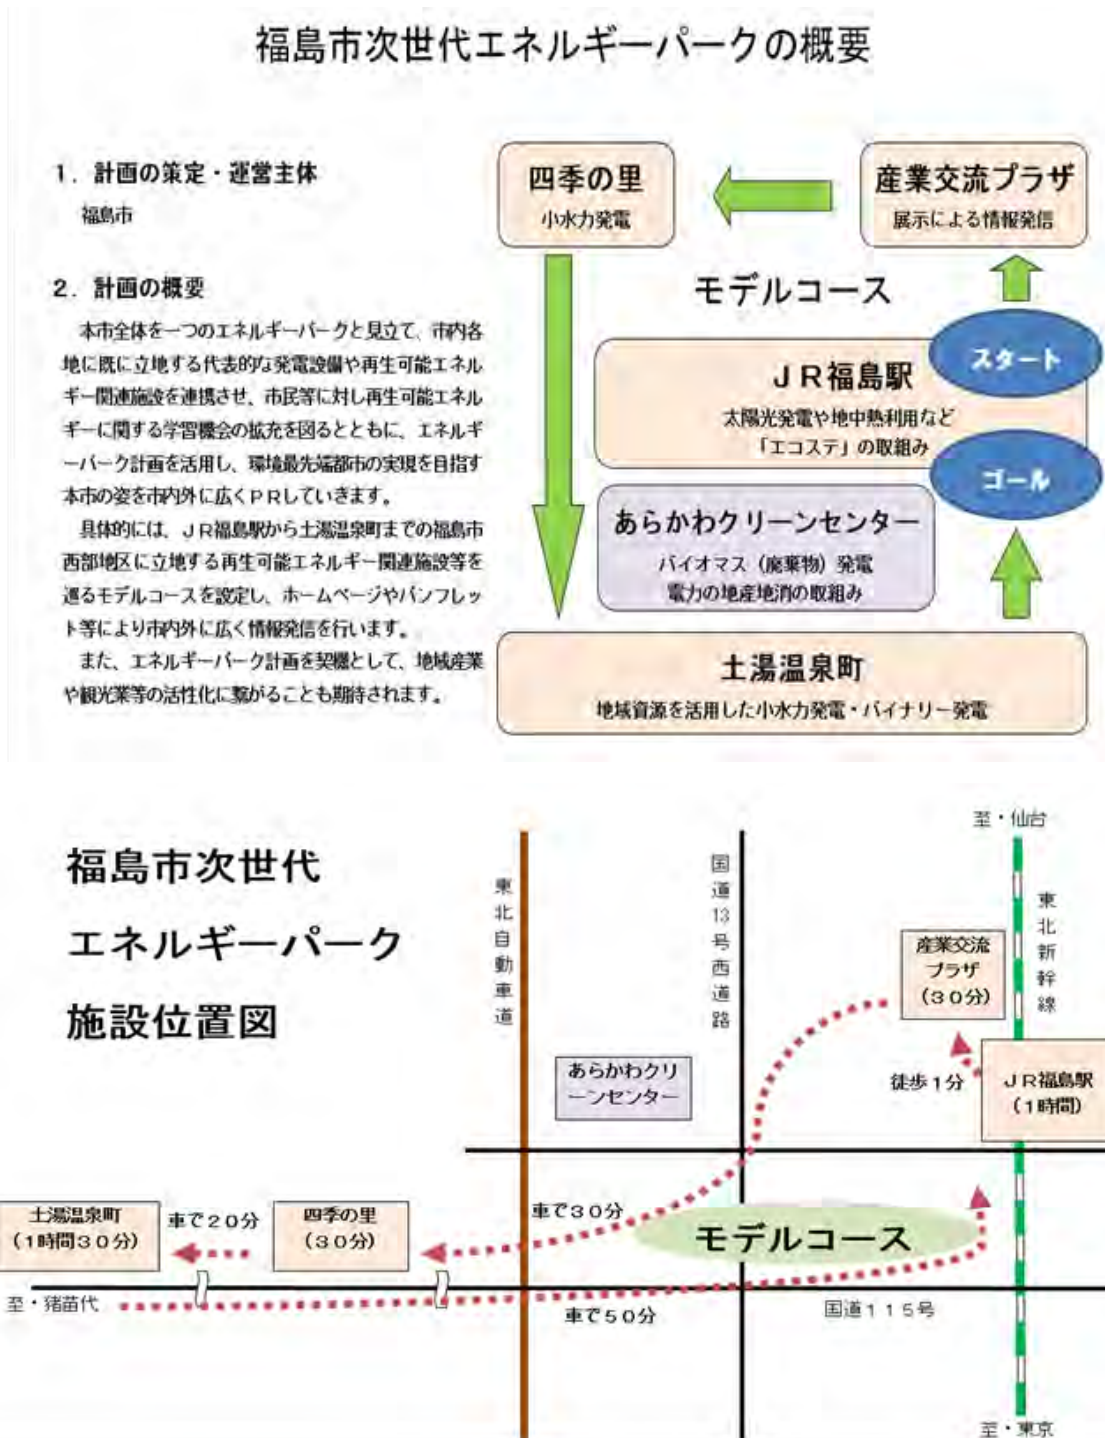 福島市次世代エネルギーパークの概要
1．計画の策定・運営主体
福島市
2．計画の概要
本市全体を一つのエネルギーパークと見立て、市内各
地に既に立地する代表的な発電設備や再生可能エネル
ギー関連施設を連携させ、市民等に対し再生可能エネル
ギーに関する学習機会の拡充を図るとともに、エネルギ
ーパーク計画を活用し、環境最先端都市の実現を目指す
本市の姿を市内外に広くＰＲしていきます。
具体的には、ＪＲ福島駅から土湯温泉町までの福島市
西部地区に立地する再生可能エネルギー関連施設等を
巡るモデルコースを設定し、ホームページやパンフレッ
ト等により市内外に広く情報発信を行います。
また、エネルギーパーク計画を契機として、地域産業
や観光業等の活性化に繋がることも期待されます。
四季の里
小水力発電
産業交流プラザ
展示による情報発信
モデルコース
スタート
ＪＲ福島駅
太陽光発電や地中熱利用など
「エコステ」の取組み
ゴール
あらかわクリーンセンター
バイオマス（廃棄物）発電
電力の地産地消の取組み
土湯温泉町
地域資源を活用した小水力発電・バイナリー発電
福島市次世代
エネルギーパーク
施設位置図
東北自動車道
国道13号西道路
至・仙台
東北新幹線
産業交流
プラザ
（３０分）
あらかわクリ
ーンセンター
徒歩１分
ＪＲ福島駅
（１時間）
土湯温泉町
（１時間３０分）
車で２０分
四季の里
（３０分）
車で３０分
モデルコース
至・猪苗代
車で５０分
国道１１５号
至・東京